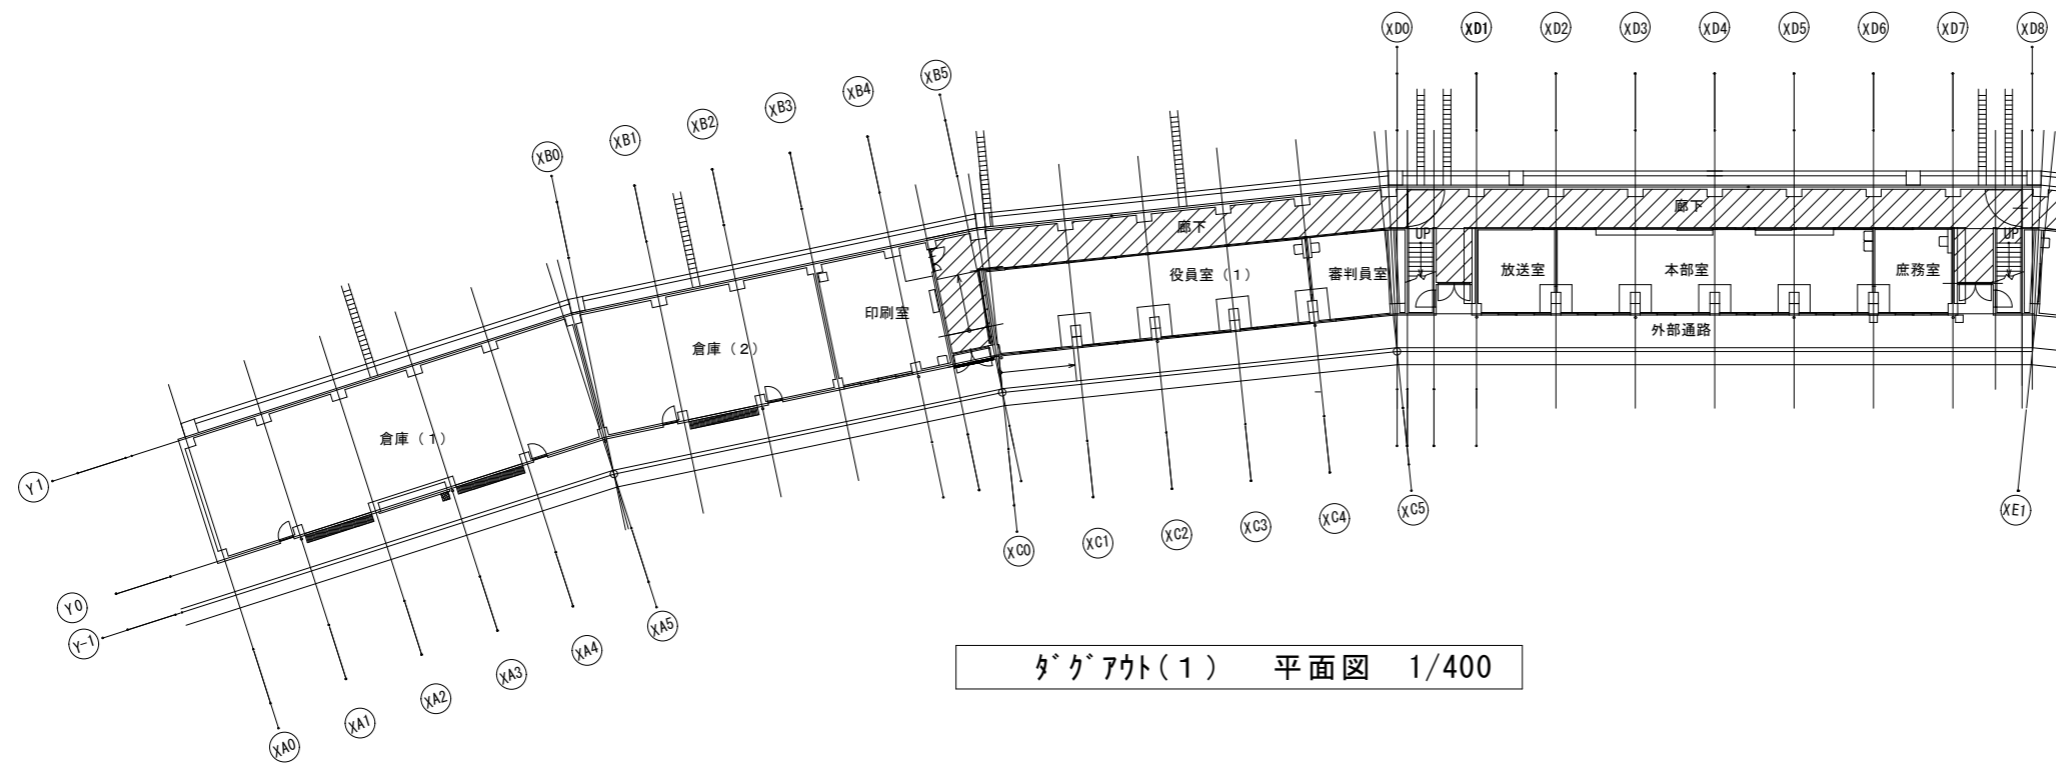 XD0 XD1 XD2 XD3 XD4 XD5 XD6 XD7 XD8
XB0 XB1 XB2 XB3 XB4 XB5
廊下
廊下
UP
UP
役員室(1)
審判員室
放送室
本部室
庶務室
印刷室
外部通路
倉庫(2)
倉庫(1)
Y1
Y0
Y-1
XC0 XC1 XC2 XC3 XC4 XC5
XE1
XA0 XA1 XA2 XA3 XA4 XA5
ダグアウト(1) 平面図 1/400